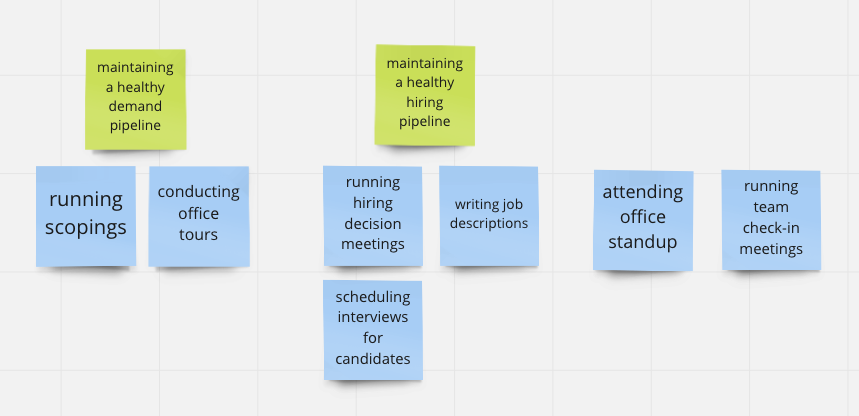 maintaining
a healthy
demand
pipeline
maintaining
a healthy
hiring
pipeline
running
scopings
conducting
office
tours
running
hiring
decision
meetings
writing job
descriptions
attending
office
standup
running
team
check-in
meetings
scheduling
interviews
for
candidates